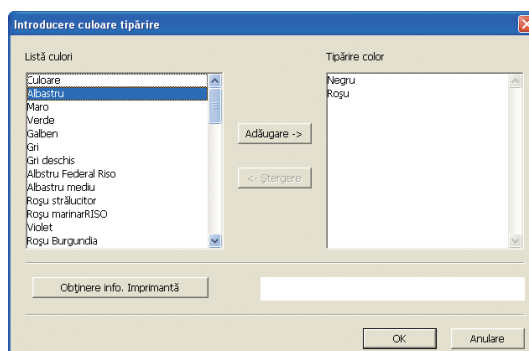 Introducere culoare tipărire
Listă culori
Tipărire color
Culoare
Albastru
Maro
Verde
Galben
Gri
Gri deschis
Albstru Federal Riso
Albastru mediu
Roşu strălucitor
Roşu marinarRISO
Violet
Roşu Burgundia
Adăugare ->
<- Ştergere
Negru
Roşu
Obţinere info. Imprimantă
OK
Anulare